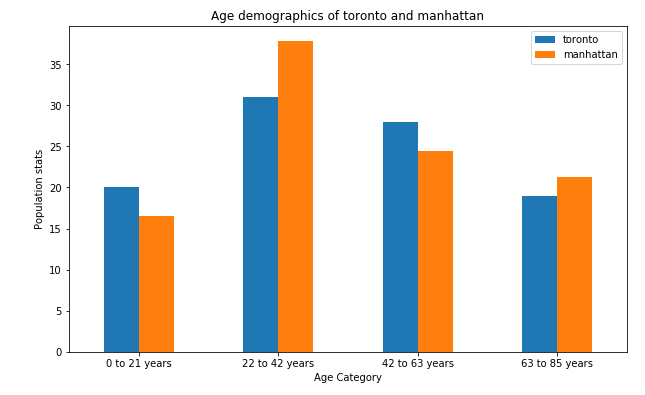 Age demographics of toronto and manhattan
toronto
manhattan
Population stats
35
30
25
20
15
10
5
0
0 to 21 years
22 to 42 years
42 to 63 years
63 to 85 years
Age Category